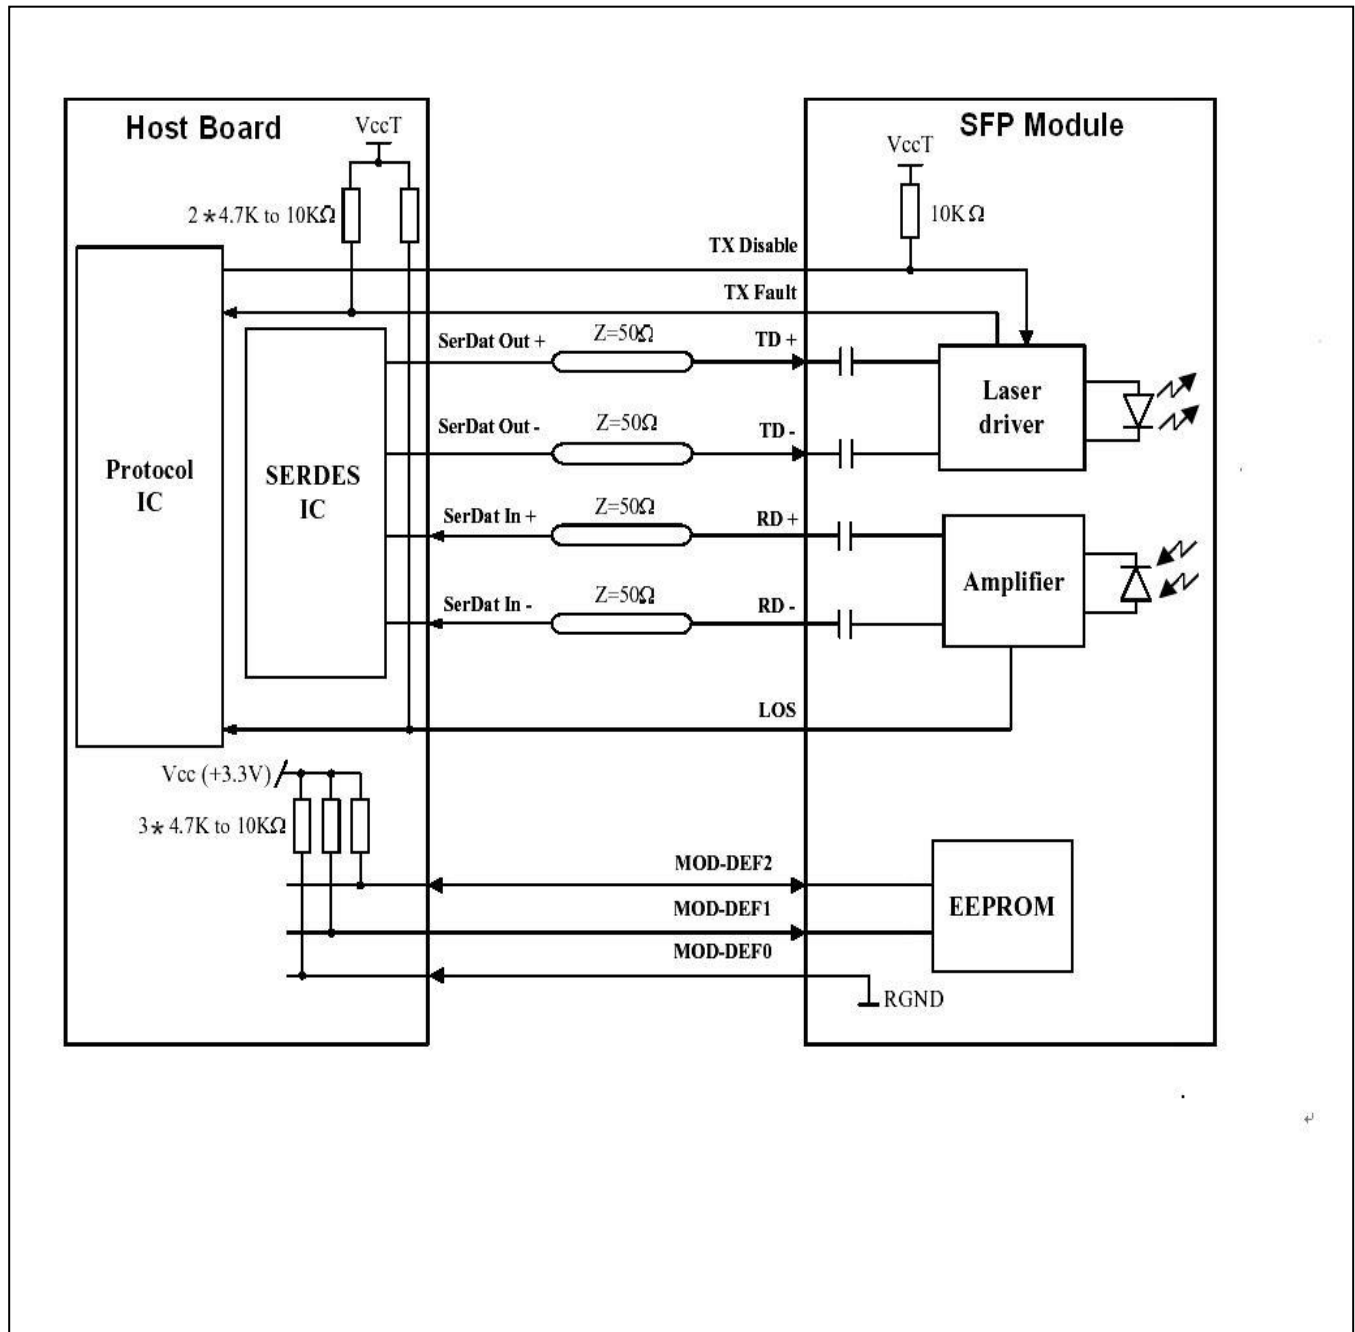 Host Board
VccT
2*4.7K to 10KΩ
SFP Module
VccT
10KΩ
TX Disable
TX Fault
SerDat Out +
Z=50Ω
TD +
SerDat Out -
Z=50Ω
TD -
SerDat In +
Z=50Ω
RD +
SerDat In -
Z=50Ω
RD -
Protocol
IC
SERDES
IC
Laser
driver
Amplifier
LOS
Vcc (+3.3V)
3*4.7K to 10KΩ
MOD-DEF2
MOD-DEF1
MOD-DEF0
EEPROM
RGND